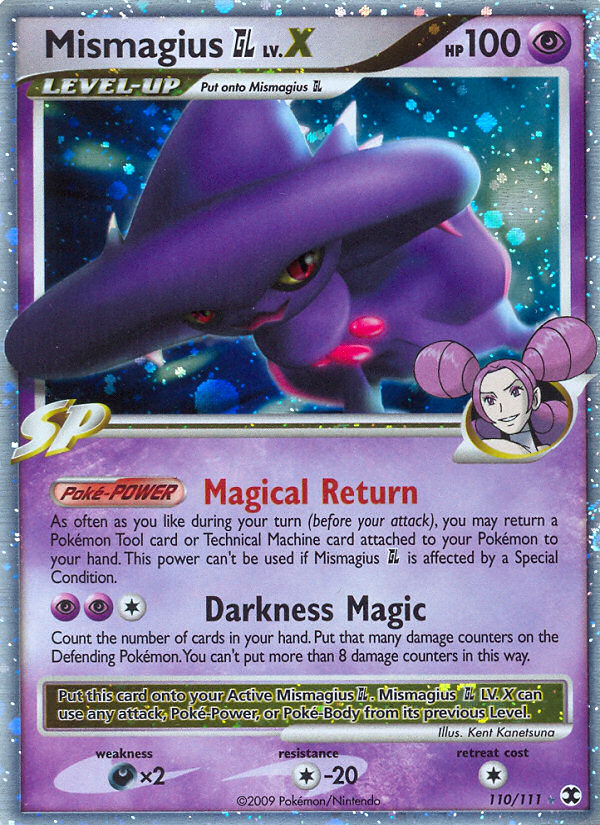 Mismagius GL LV.X HP100
LEVEL-UP Put onto Mismagius GL
SP
Poké-POWER Magical Return
As often as you like during your turn (before your attack), you may return a
Pokémon Tool card or Technical Machine card attached to your Pokémon to
your hand. This power can't be used if Mismagius GL is affected by a Special
Condition.
Darkness Magic
Count the number of cards in your hand. Put that many damage counters on the
Defending Pokémon. You can't put more than 8 damage counters in this way.
Put this card onto your Active Mismagius GL. Mismagius GL LV.X can
use any attack, Poké-Power, or Poké-Body from its previous Level.
Illus. Kent Kanetsuna
weakness resistance retreat cost
×2 -20
©2009 Pokémon/Nintendo 110/111